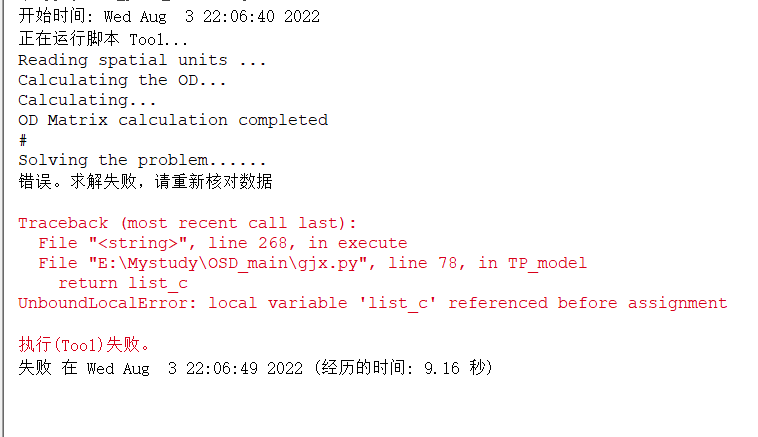 开始时间: Wed Aug  3 22:06:40 2022
正在运行脚本 Tool...
Reading spatial units ...
Calculating the OD...
Calculating...
OD Matrix calculation completed
#
Solving the problem......
错误。求解失败，请重新核对数据
Traceback (most recent call last):
  File "<string>", line 268, in execute
  File "E:\Mystudy\OSD_main\gjx.py", line 78, in TP_model
    return list_c
UnboundLocalError: local variable 'list_c' referenced before assignment
执行(Tool)失败。
失败 在 Wed Aug  3 22:06:49 2022 (经历的时间: 9.16 秒)